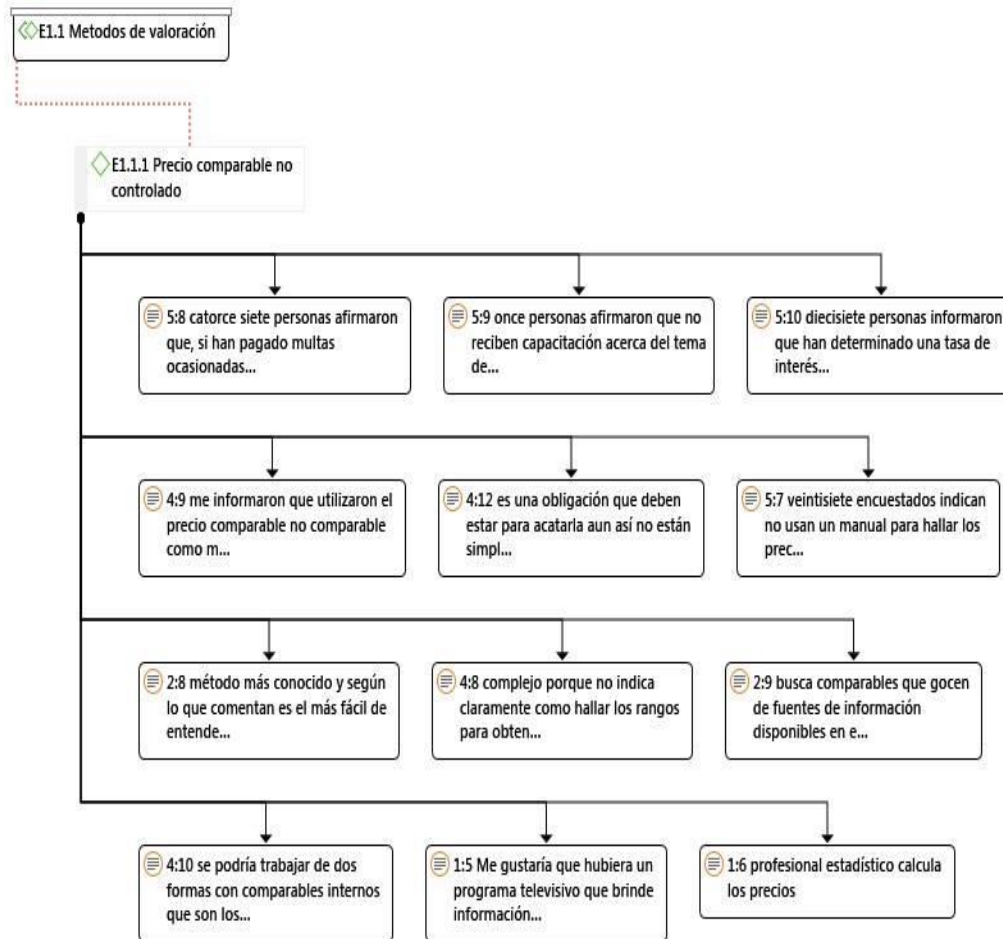 E1.1 Metodos de valoración
E1.1.1 Precio comparable no
controlado
5:8 catorce siete personas afirmaron
que, si han pagado multas
ocasionadas...
5:9 once personas afirmaron que no
reciben capacitación acerca del tema
de...
5:10 diecisiete personas informaron
que han determinado una tasa de
interés...
4:9 me informaron que utilizaron el
precio comparable no comparable
como m...
4:12 es una obligación que deben
estar para acatarla aun así no están
simpl...
5:7 veintisiete encuestados indican
no usan un manual para hallar los
prec...
2:8 método más conocido y según
lo que comentan es el más fácil de
entende...
4:8 complejo porque no indica
claramente como hallar los rangos
para obten...
2:9 busca comparables que gocen
de fuentes de información
disponibles en e...
4:10 se podría trabajar de dos
formas con comparables internos
que son los...
1:5 Me gustaría que hubiera un
programa televisivo que brinde
información...
1:6 profesional estadístico calcula
los precios